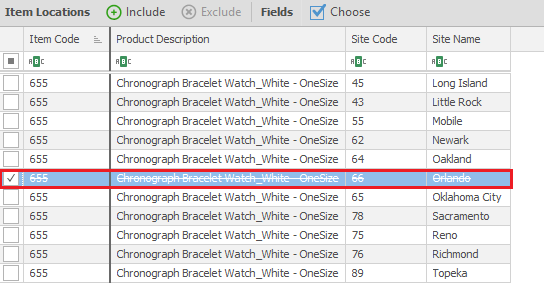 Item Locations Include Exclude Fields Choose
Item Code Product Description Site Code Site Name
ABC ABC ABC ABC
655 Chronograph Bracelet Watch_White - OneSize 45 Long Island
655 Chronograph Bracelet Watch_White - OneSize 43 Little Rock
655 Chronograph Bracelet Watch_White - OneSize 55 Mobile
655 Chronograph Bracelet Watch_White - OneSize 62 Newark
655 Chronograph Bracelet Watch_White - OneSize 64 Oakland
655 Chronograph Bracelet Watch_White - OneSize 66 Orlando
655 Chronograph Bracelet Watch_White - OneSize 65 Oklahoma City
655 Chronograph Bracelet Watch_White - OneSize 78 Sacramento
655 Chronograph Bracelet Watch_White - OneSize 75 Reno
655 Chronograph Bracelet Watch_White - OneSize 76 Richmond
655 Chronograph Bracelet Watch_White - OneSize 89 Topeka